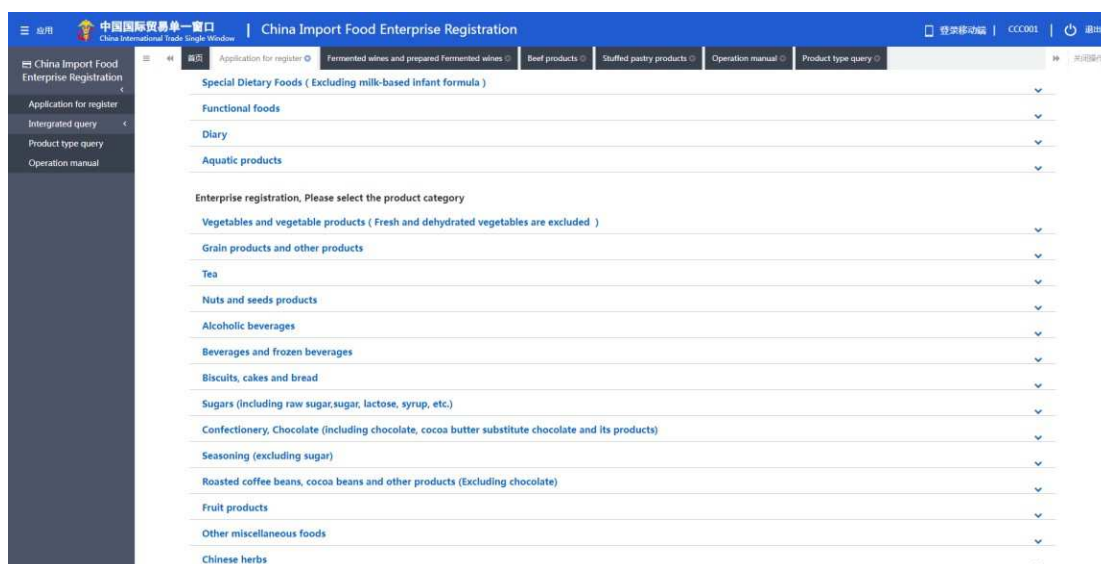 应用
中国国际贸易单一窗口
China International Trade Single Window
| China Import Food Enterprise Registration
登录移动端 | CCC001 | 退出
China Import Food
Enterprise Registration
Application for register
Intergrated query
Product type query
Operation manual
首页 Application for register Fermented wines and prepared Fermented wines Beef products Stuffed pastry products Operation manual Product type query 关闭操作
Special Dietary Foods ( Excluding milk-based infant formula )
Functional foods
Diary
Aquatic products
Enterprise registration, Please select the product category
Vegetables and vegetable products ( Fresh and dehydrated vegetables are excluded )
Grain products and other products
Tea
Nuts and seeds products
Alcoholic beverages
Beverages and frozen beverages
Biscuits, cakes and bread
Sugars (including raw sugar,sugar, lactose, syrup, etc.)
Confectionery, Chocolate (including chocolate, cocoa butter substitute chocolate and its products)
Seasoning (excluding sugar)
Roasted coffee beans, cocoa beans and other products (Excluding chocolate)
Fruit products
Other miscellaneous foods
Chinese herbs